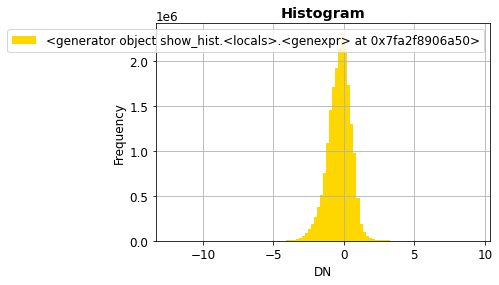 Histogram
1e6
<generator object show_hist.<locals>.<genexpr> at 0x7fa2f8906a50>
2.0
1.5
1.0
0.5
0.0
Frequency
−10
−5
0
5
10
DN